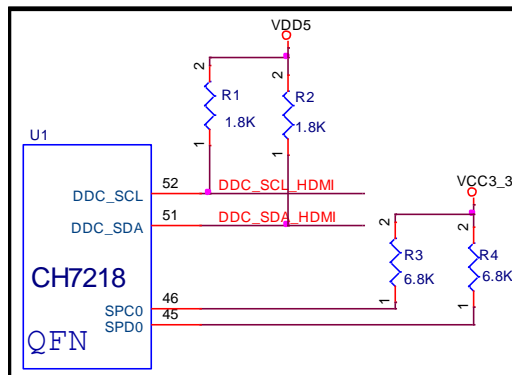 VDD5
2 2
R1 R2
1.8K 1.8K
1 1
U1
DDC_SCL 52 DDC_SCL_HDMI
DDC_SDA 51 DDC_SDA_HDMI
VCC3_3
2 2
R3 R4
6.8K 6.8K
1 1
CH7218
SPC0 46
SPD0 45
QFN